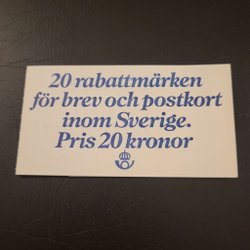 20 rabattmärken
för brev och postkort
inom Sverige.
Pris 20 kronor